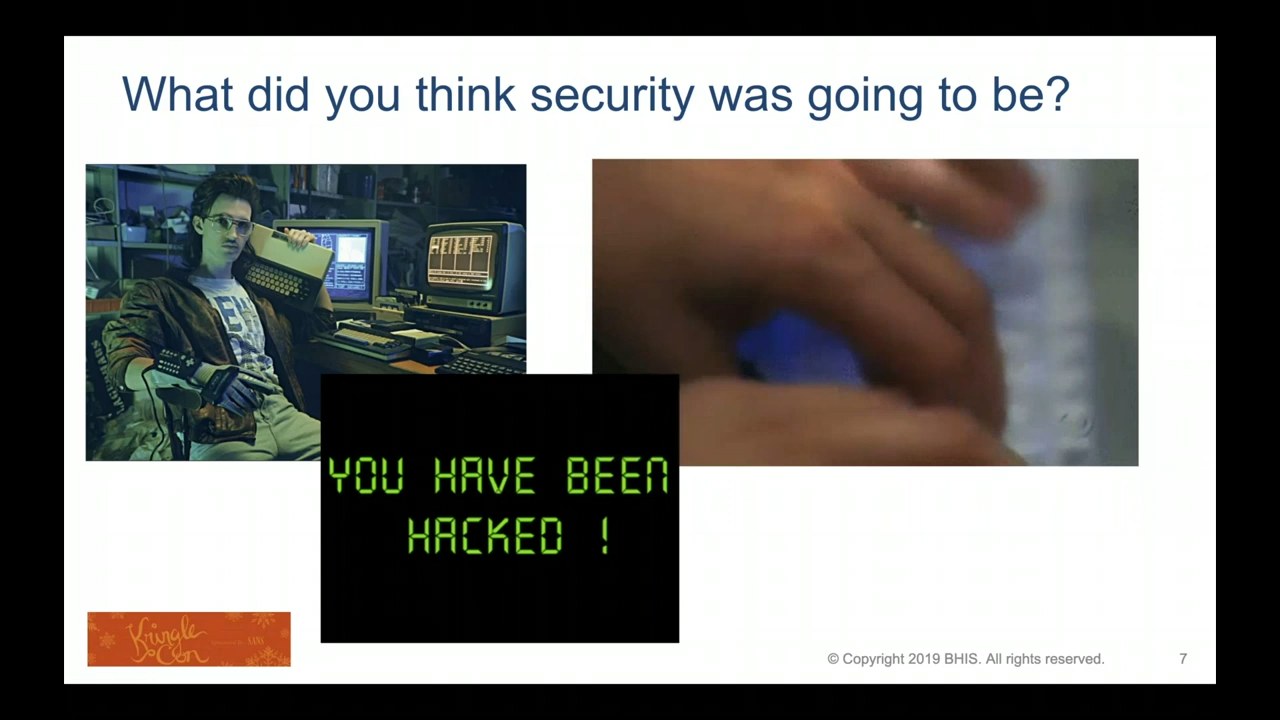 What did you think security was going to be?
YOU HAVE BEEN
HACKED !
Kringle
Con
SANS
© Copyright 2019 BHIS. All rights reserved.
7